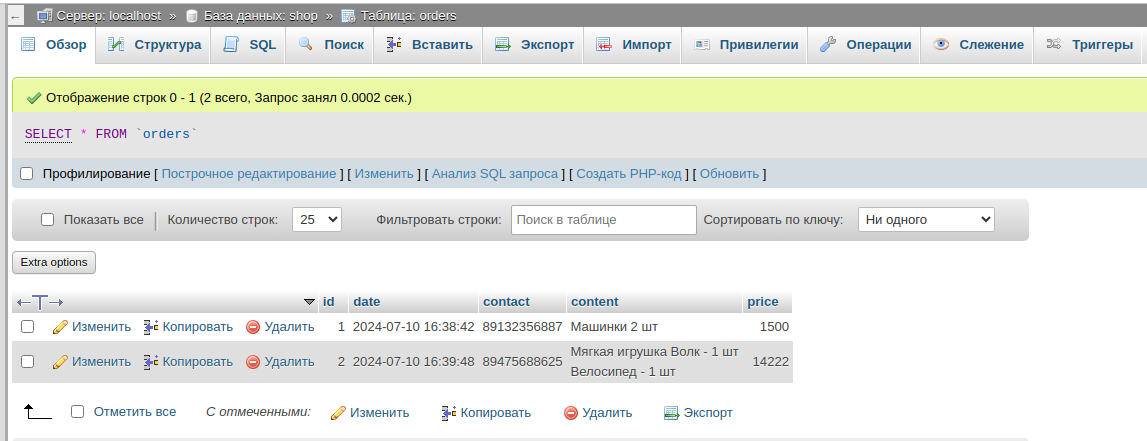 Сервер: localhost » База данных: shop » Таблица: orders
Обзор Структура SQL Поиск Вставить Экспорт Импорт Привилегии Операции Слежение Триггеры
Отображение строк 0 - 1 (2 всего, Запрос занял 0.0002 сек.)
SELECT * FROM `orders`
Профилирование [ Построчное редактирование ] [ Изменить ] [ Анализ SQL запроса ] [ Создать PHP-код ] [ Обновить ]
Показать все | Количество строк: 25 Фильтровать строки: Поиск в таблице Сортировать по ключу: Ни одного
Extra options
←T→ id date contact content price
Изменить Копировать Удалить 1 2024-07-10 16:38:42 89132356887 Машинки 2 шт 1500
Изменить Копировать Удалить 2 2024-07-10 16:39:48 89475688625 Мягкая игрушка Волк - 1 шт 14222
Велосипед - 1 шт
Отметить все С отмеченными: Изменить Копировать Удалить Экспорт